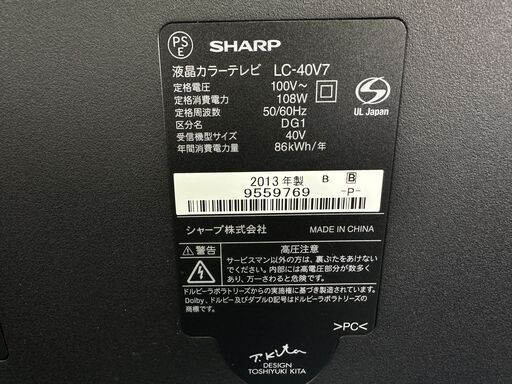 PS
E
SHARP
液晶カラーテレビ LC-40V7
定格電圧 100V～
定格消費電力 108W
定格周波数 50/60Hz
区分名 DG1
受信機型サイズ 40V
年間消費電力量 86kWh/年
S
UL Japan
2013年製 B B
9559769 -P-
シャープ株式会社 MADE IN CHINA
⚠警告 高圧注意
サービスマン以外の方は、裏ぶたをあけないで
ください。内部には高電圧部分が数多く
あり、万一さわると危険です。
ドルビーラボラトリーズからの実施権に基づき製造されています。
Dolby、ドルビー及びダブルD記号はドルビーラボラトリーズの
商標です。
>PC<
T.Kita
DESIGN
TOSHIYUKI KITA